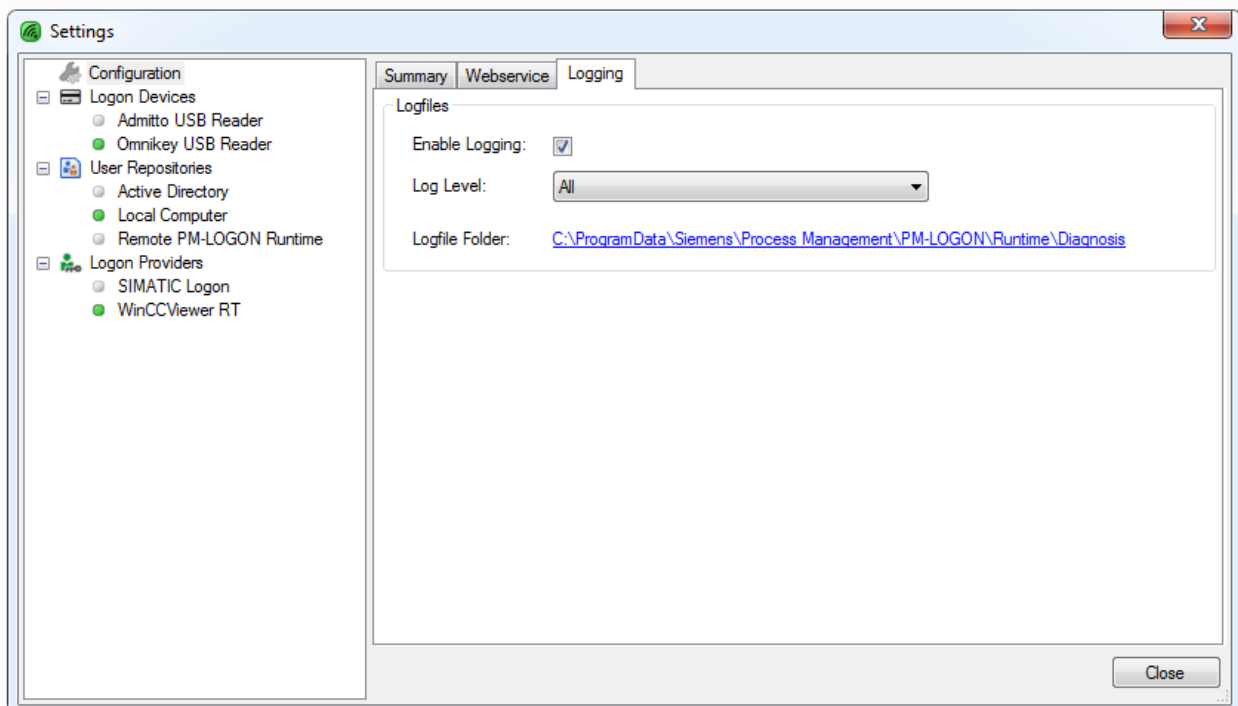 Settings
Configuration
Logon Devices
Admitto USB Reader
Omnikey USB Reader
User Repositories
Active Directory
Local Computer
Remote PM-LOGON Runtime
Logon Providers
SIMATIC Logon
WinCCViewer RT
Summary Webservice Logging
Logfiles
Enable Logging:
Log Level: All
Logfile Folder: C:\ProgramData\Siemens\Process Management\PM-LOGON\Runtime\Diagnosis
Close